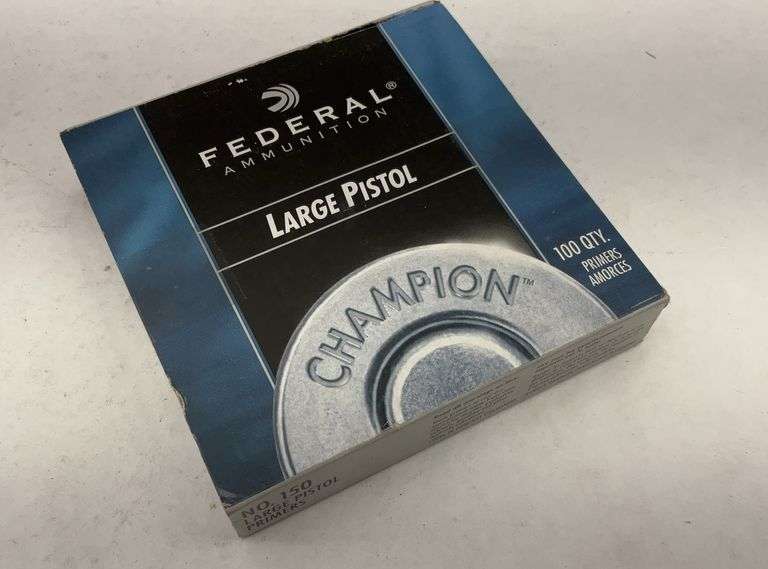 FEDERAL®
AMMUNITION
LARGE PISTOL
100 QTY.
PRIMERS
AMORCES
CHAMPION™
NO. 150
LARGE PISTOL
PRIMERS